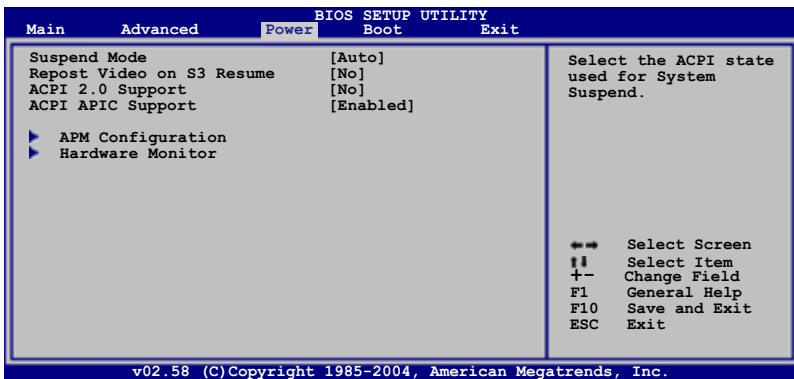 BIOS SETUP UTILITY
Main Advanced Power Boot Exit
Suspend Mode [Auto]
Repost Video on S3 Resume [No]
ACPI 2.0 Support [No]
ACPI APIC Support [Enabled]
APM Configuration
Hardware Monitor
Select the ACPI state
used for System
Suspend.
Select Screen
Select Item
+- Change Field
F1 General Help
F10 Save and Exit
ESC Exit
v02.58 (C)Copyright 1985-2004, American Megatrends, Inc.